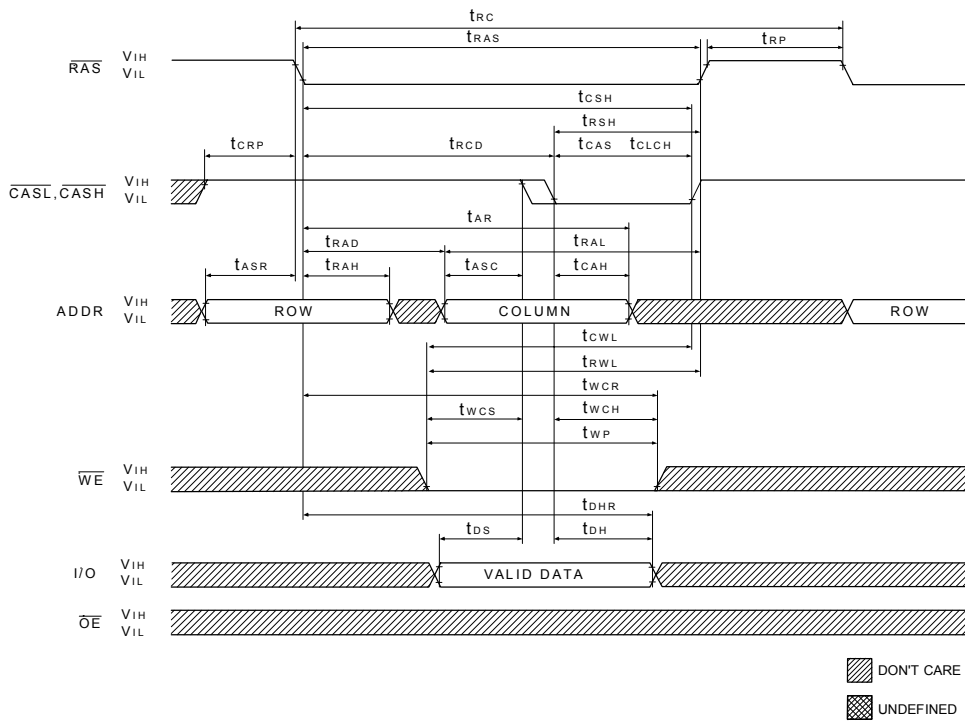 tRC
tRAS
tRP
RAS
VIH
VIL
tCSH
tRSH
tCRP
tRCD
tCAS
tCLCH
CASL,CASH
VIH
VIL
tAR
tRAD
tRAL
tASR
tRAH
tASC
tCAH
ADDR
VIH
VIL
ROW
COLUMN
ROW
tCWL
tRWL
tWCR
tWCS
tWCH
tWP
WE
VIH
VIL
tDHR
tDS
tDH
I/O
VIH
VIL
VALID DATA
OE
VIH
VIL
DON'T CARE
UNDEFINED